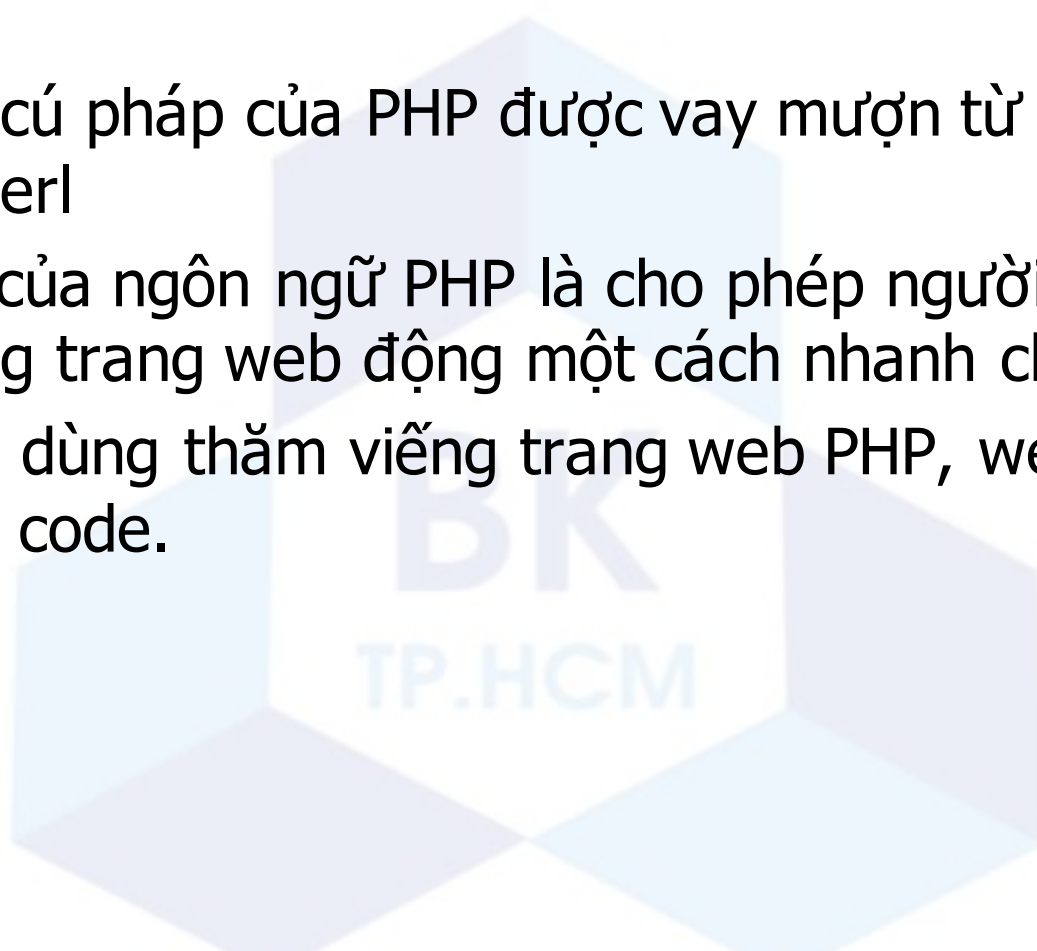 cú pháp của PHP được vay mượn từ
erl
của ngôn ngữ PHP là cho phép người
g trang web động một cách nhanh c
dùng thăm viếng trang web PHP, we
code.
BK
TP.HCM